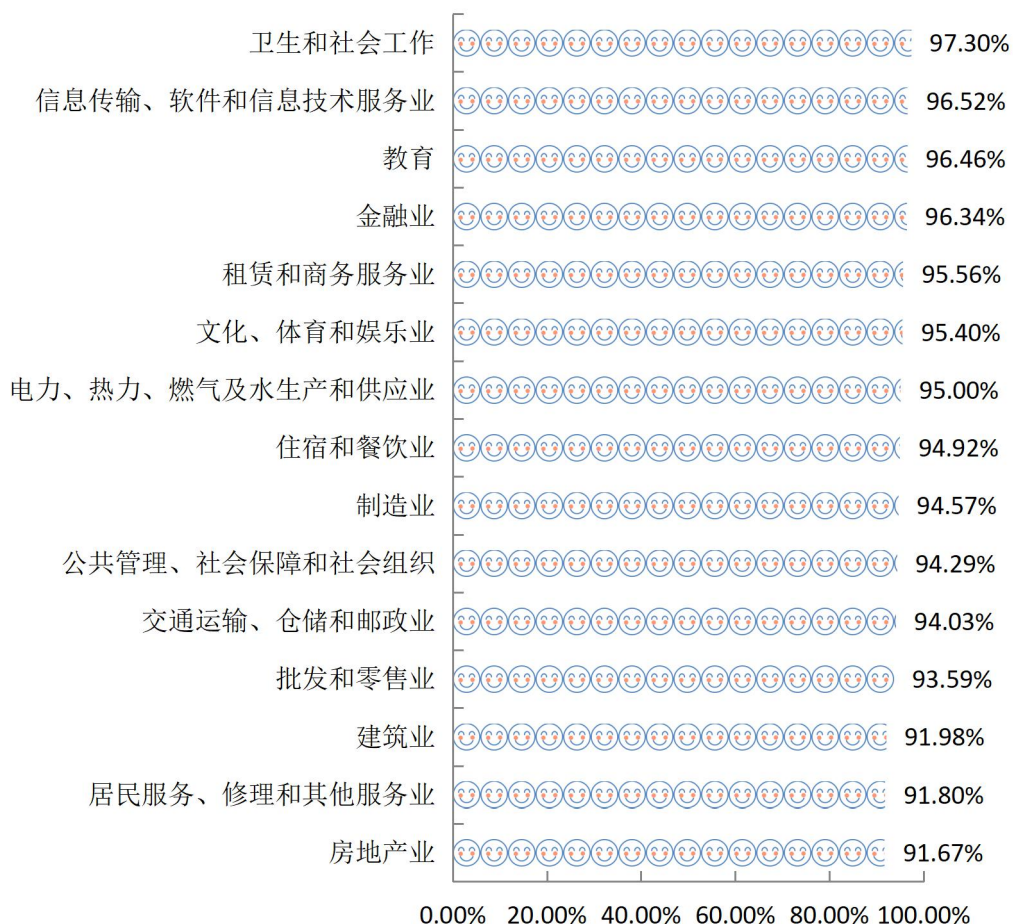 卫生和社会工作 97.30%
信息传输、软件和信息技术服务业 96.52%
教育 96.46%
金融业 96.34%
租赁和商务服务业 95.56%
文化、体育和娱乐业 95.40%
电力、热力、燃气及水生产和供应业 95.00%
住宿和餐饮业 94.92%
制造业 94.57%
公共管理、社会保障和社会组织 94.29%
交通运输、仓储和邮政业 94.03%
批发和零售业 93.59%
建筑业 91.98%
居民服务、修理和其他服务业 91.80%
房地产业 91.67%
0.00% 20.00% 40.00% 60.00% 80.00% 100.00%